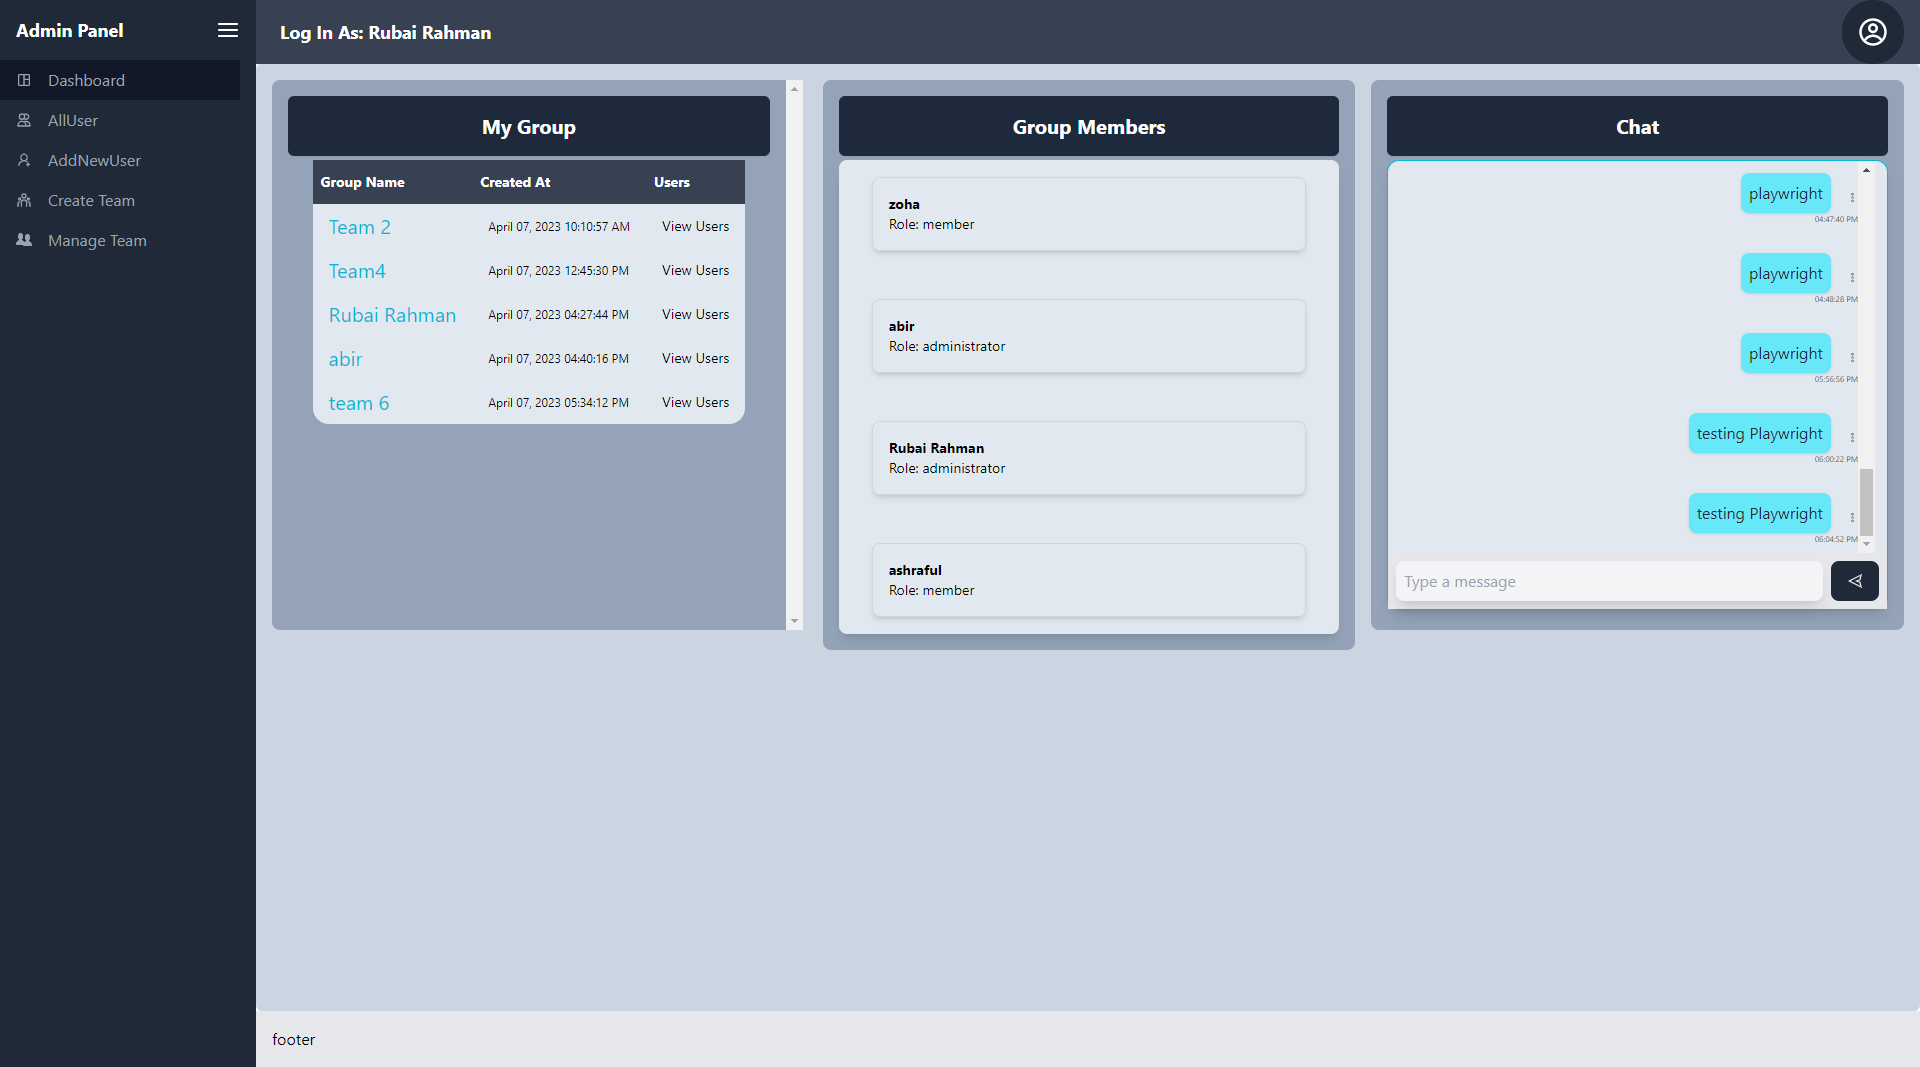 Admin Panel
Dashboard
AllUser
AddNewUser
Create Team
Manage Team
Log In As: Rubai Rahman
My Group
Group Name Created At Users
Team 2 April 07, 2023 10:10:57 AM View Users
Team4 April 07, 2023 12:45:30 PM View Users
Rubai Rahman April 07, 2023 04:27:44 PM View Users
abir April 07, 2023 04:40:16 PM View Users
team 6 April 07, 2023 05:34:12 PM View Users
Group Members
zoha
Role: member
abir
Role: administrator
Rubai Rahman
Role: administrator
ashraful
Role: member
Chat
playwright
04:47:40 PM
playwright
04:48:28 PM
playwright
05:56:56 PM
testing Playwright
06:00:22 PM
testing Playwright
06:04:52 PM
Type a message
footer